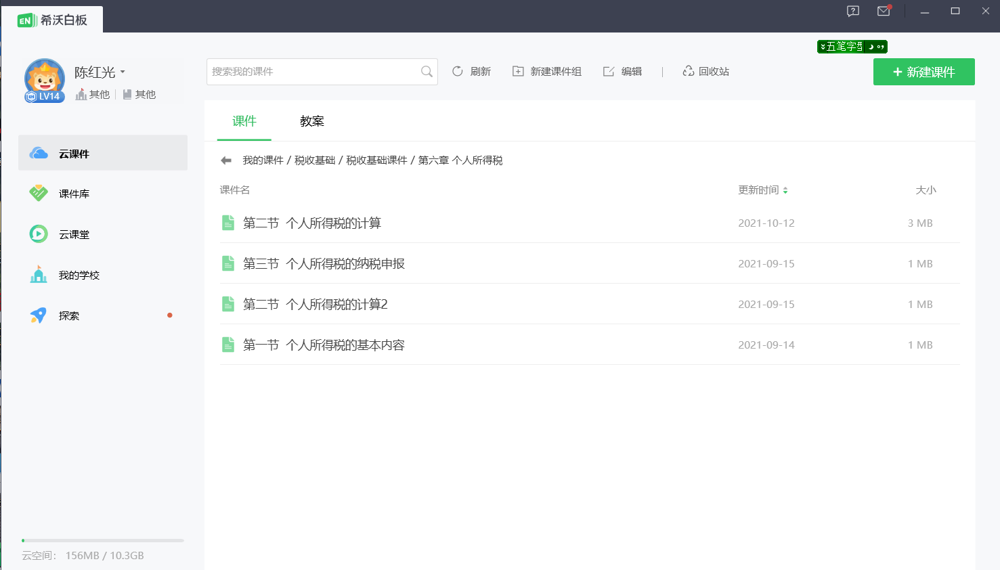 EN 希沃白板
五笔字型
陈红光
LV14 其他 其他
搜索我的课件 刷新 新建课件组 编辑 | 回收站 + 新建课件
云课件
课件库
云课堂
我的学校
探索
课件 教案
我的课件 / 税收基础 / 税收基础课件 / 第六章 个人所得税
课件名 更新时间 大小
第二节 个人所得税的计算 2021-10-12 3 MB
第三节 个人所得税的纳税申报 2021-09-15 1 MB
第二节 个人所得税的计算2 2021-09-15 1 MB
第一节 个人所得税的基本内容 2021-09-14 1 MB
云空间: 156MB / 10.3GB